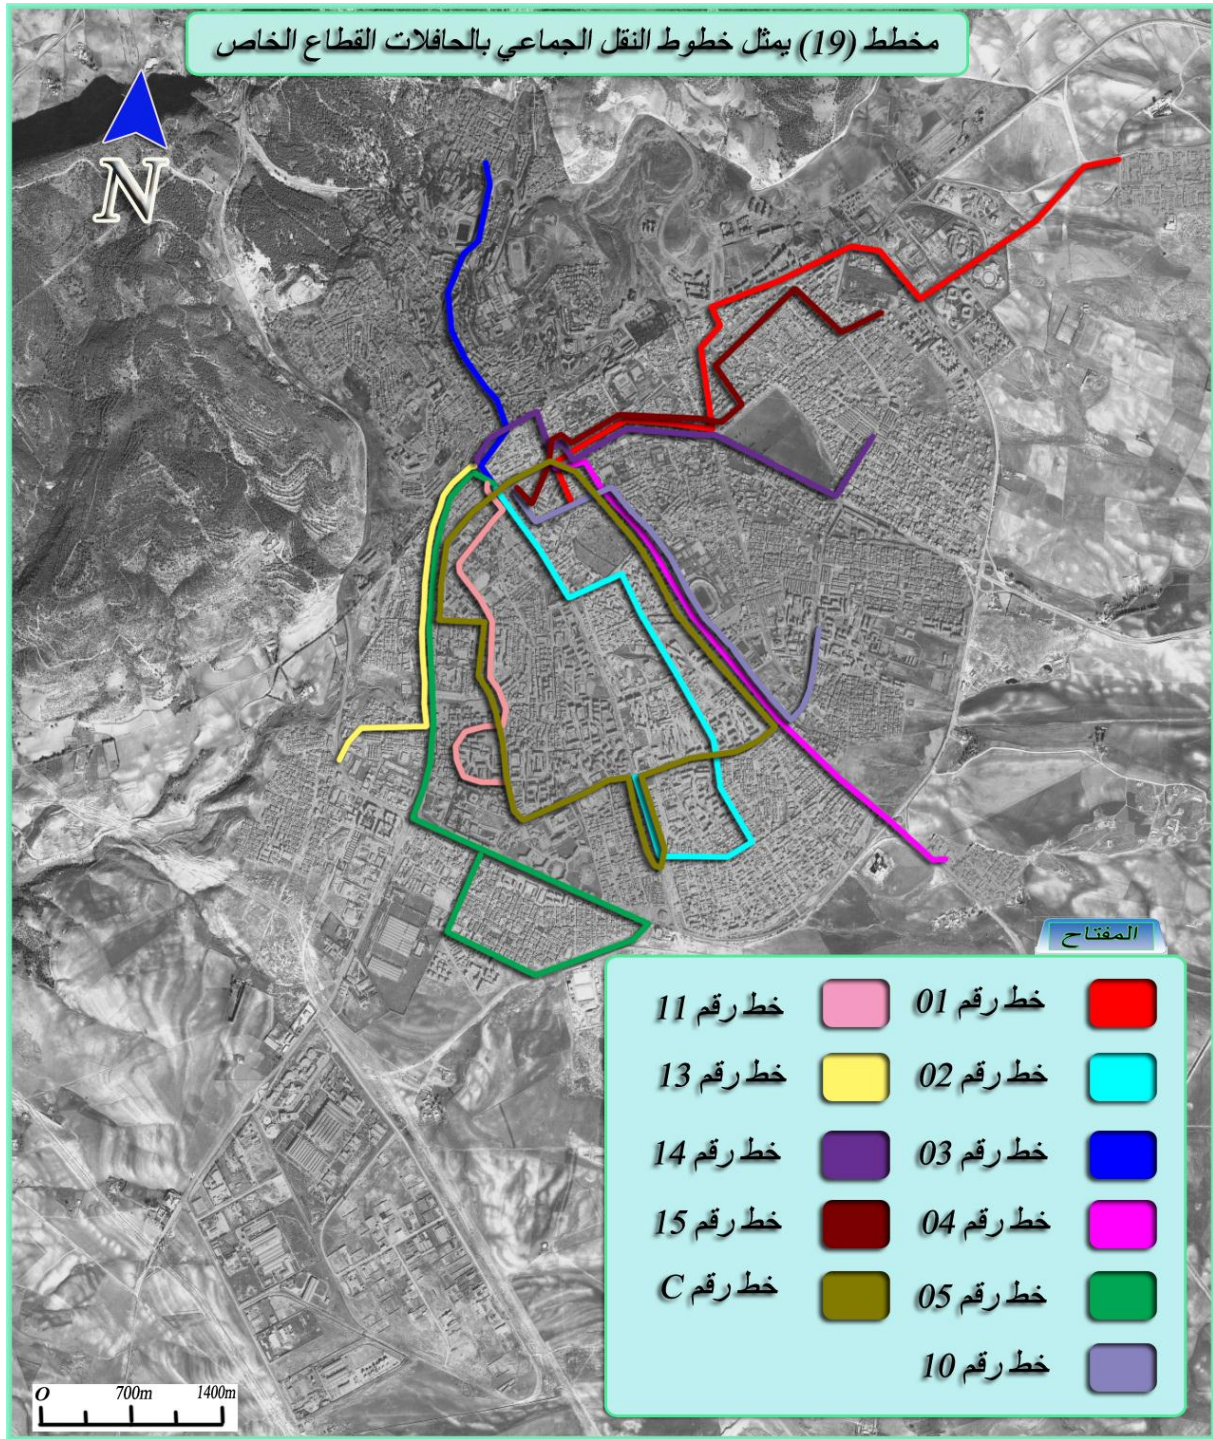 مخطط (19) يمثل خطوط النقل الجماعي بالحافلات القطاع الخاص
N
المفتاح
خط رقم 01
خط رقم 11
خط رقم 02
خط رقم 13
خط رقم 03
خط رقم 14
خط رقم 04
خط رقم 15
خط رقم 05
خط رقم C
خط رقم 10
O 700m 1400m